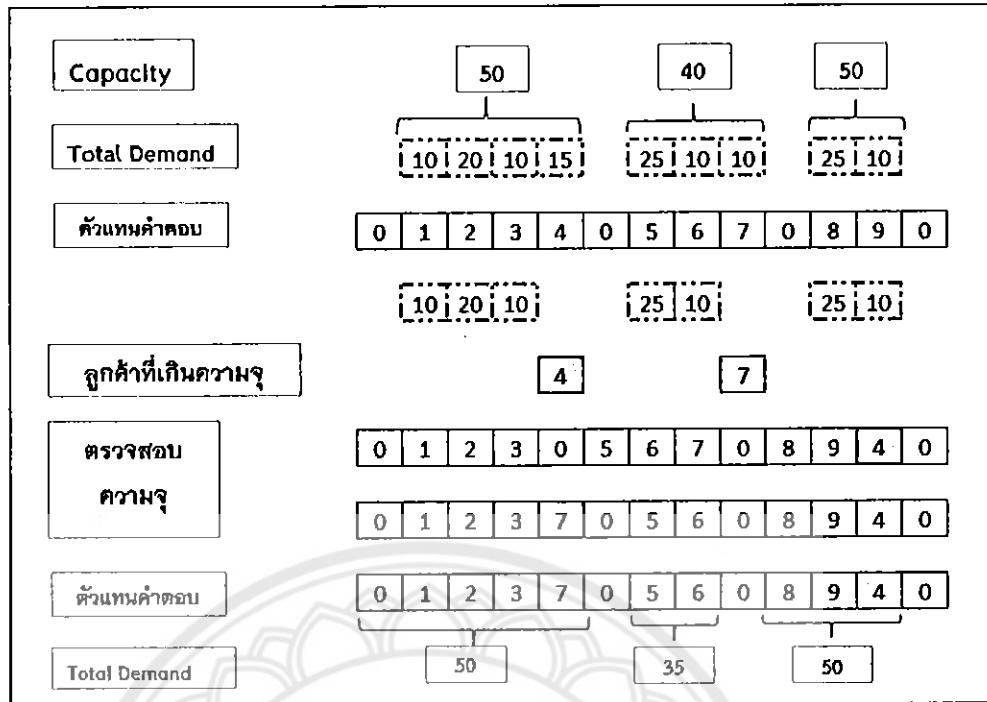 Capacity 50 40 50
Total Demand 10 20 10 15 25 10 10 25 10
ตัวแทนคำตอบ 0 1 2 3 4 0 5 6 7 0 8 9 0
10 20 10 25 10 25 10
ลูกค้าที่เกินความจุ 4 7
ตรวจสอบ 0 1 2 3 0 5 6 7 0 8 9 4 0
ความจุ 0 1 2 3 7 0 5 6 0 8 9 4 0
ตัวแทนคำตอบ 0 1 2 3 7 0 5 6 0 8 9 4 0
Total Demand 50 35 50